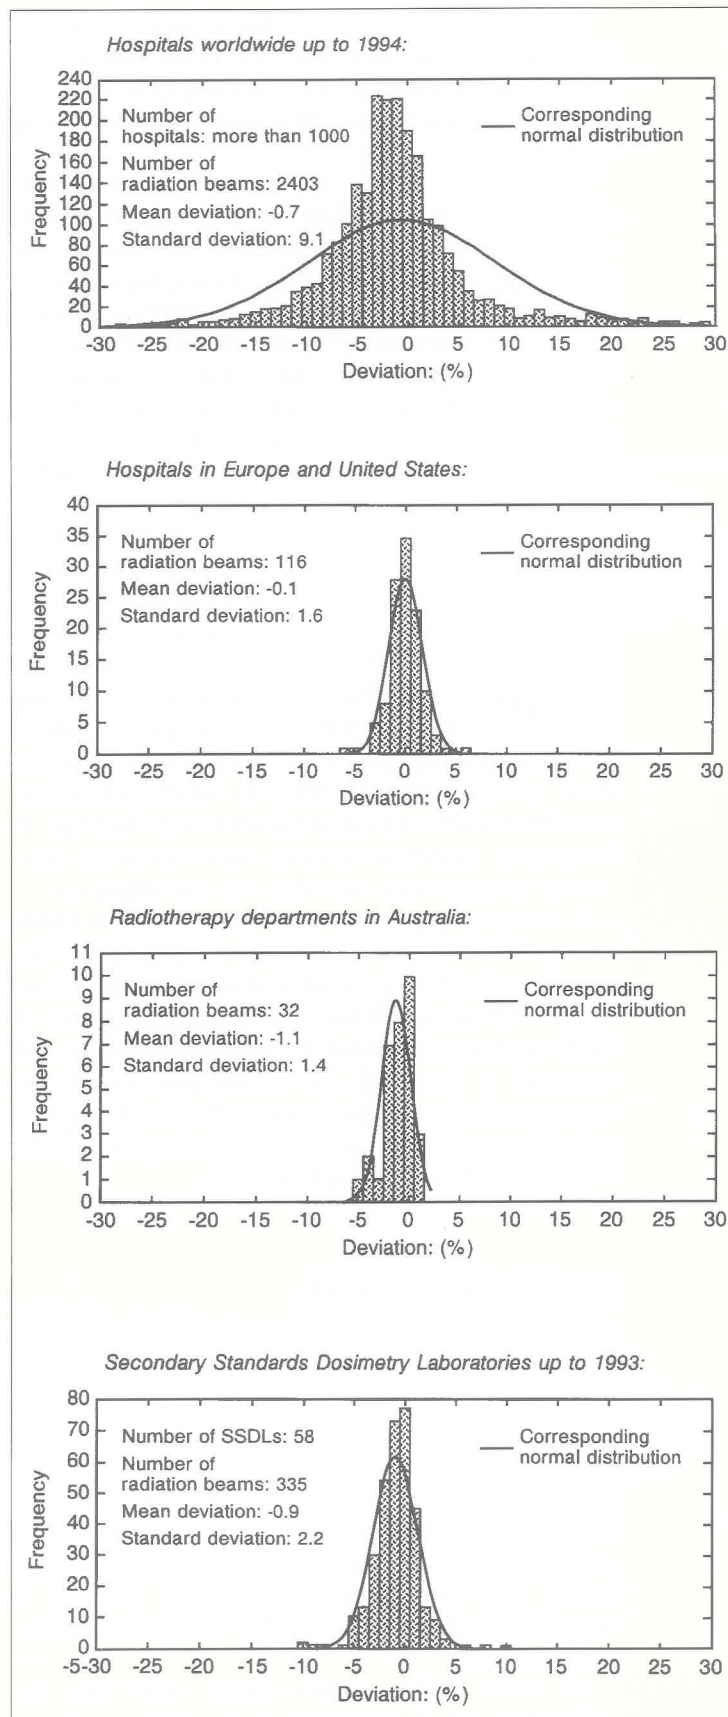 Hospitals worldwide up to 1994:
240
220
200
180
160
140
120
100
80
60
40
20
0
Frequency
Number of
hospitals: more than 1000
Number of
radiation beams: 2403
Mean deviation: -0.7
Standard deviation: 9.1
Corresponding
normal distribution
-30 -25 -20 -15 -10 -5 0 5 10 15 20 25 30
Deviation: (%)
Hospitals in Europe and United States:
40
35
30
25
20
15
10
5
0
Frequency
Number of
radiation beams: 116
Mean deviation: -0.1
Standard deviation: 1.6
Corresponding
normal distribution
-30 -25 -20 -15 -10 -5 0 5 10 15 20 25 30
Deviation: (%)
Radiotherapy departments in Australia:
11
10
9
8
7
6
5
4
3
2
1
0
Frequency
Number of
radiation beams: 32
Mean deviation: -1.1
Standard deviation: 1.4
Corresponding
normal distribution
-30 -25 -20 -15 -10 -5 0 5 10 15 20 25 30
Deviation: (%)
Secondary Standards Dosimetry Laboratories up to 1993:
80
70
60
50
40
30
20
10
0
Frequency
Number of SSDLs: 58
Number of
radiation beams: 335
Mean deviation: -0.9
Standard deviation: 2.2
Corresponding
normal distribution
-5-30 -25 -20 -15 -10 -5 0 5 10 15 20 25 30
Deviation: (%)